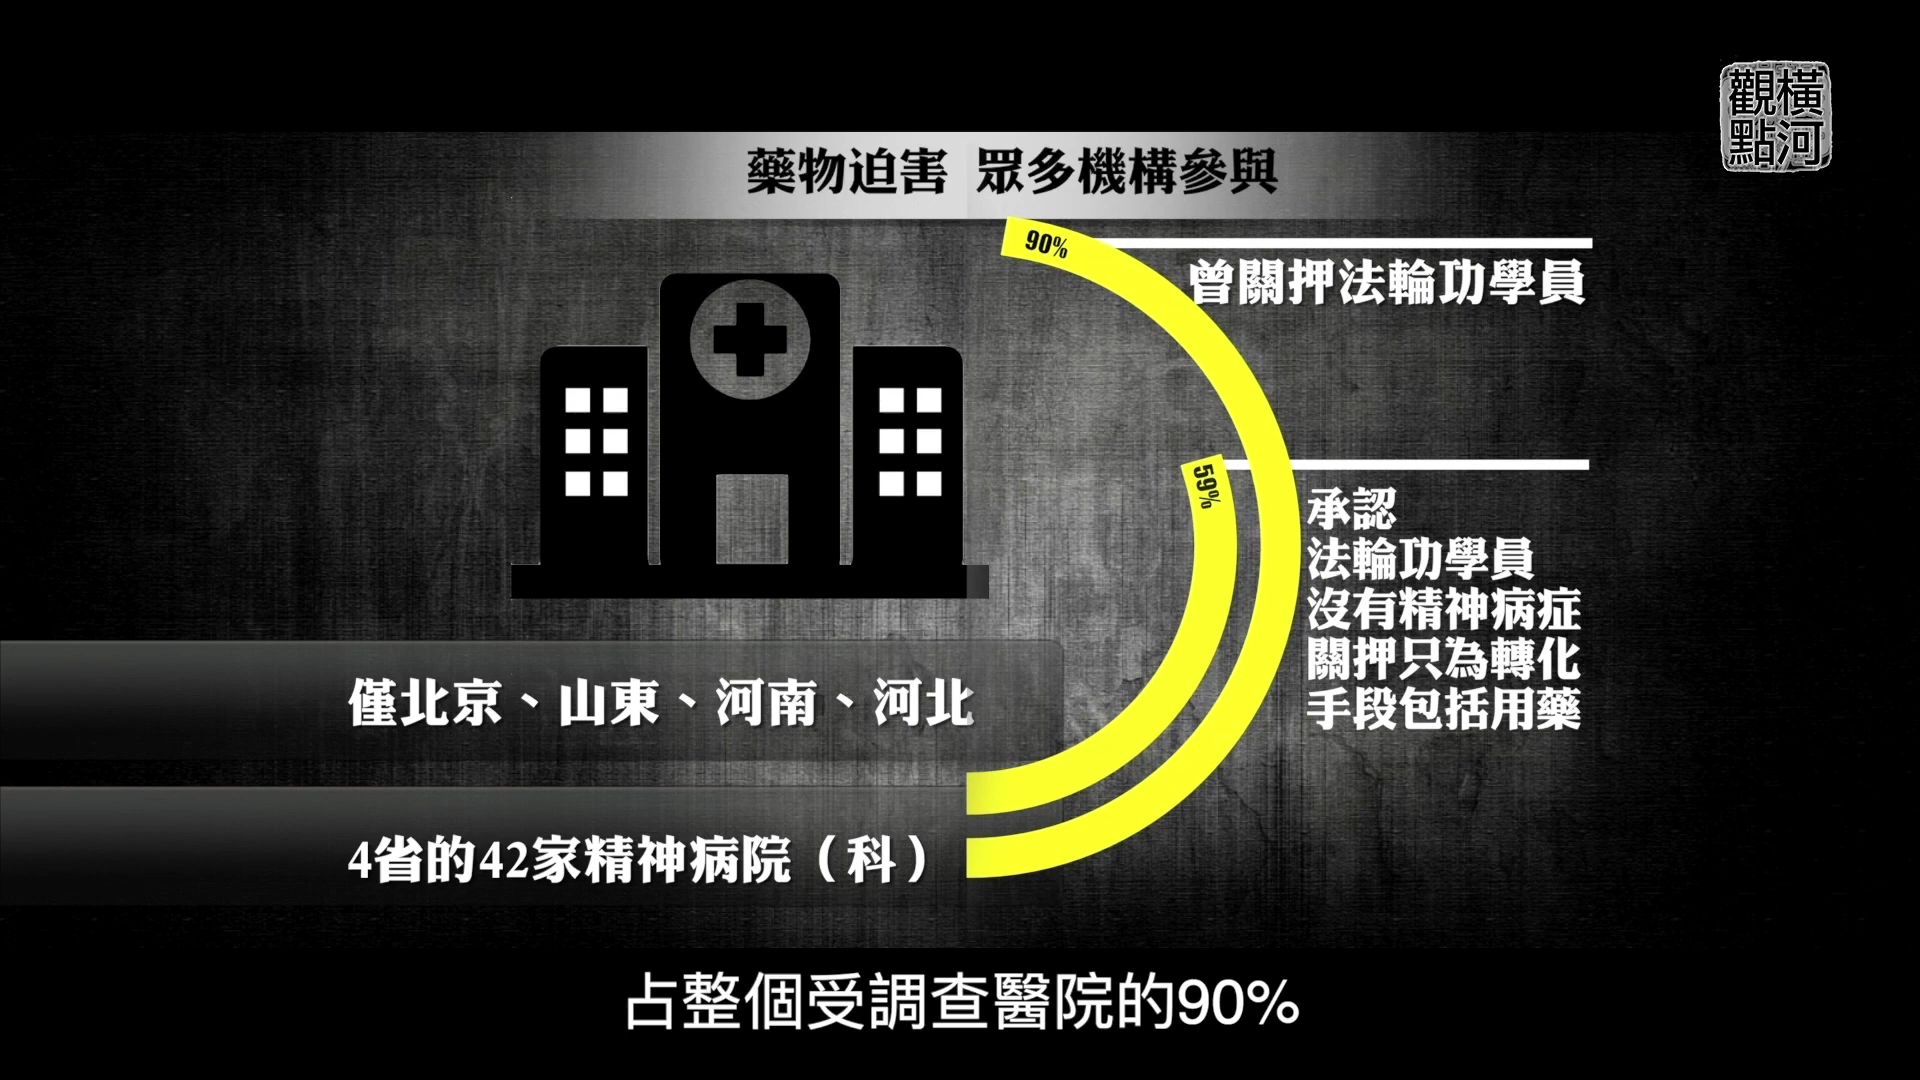 橫河
觀點
藥物迫害 眾多機構參與
90%
曾關押法輪功學員
59%
承認
法輪功學員
沒有精神病症
關押只為轉化
手段包括用藥
僅北京、山東、河南、河北
4省的42家精神病院（科）
占整個受調查醫院的90%